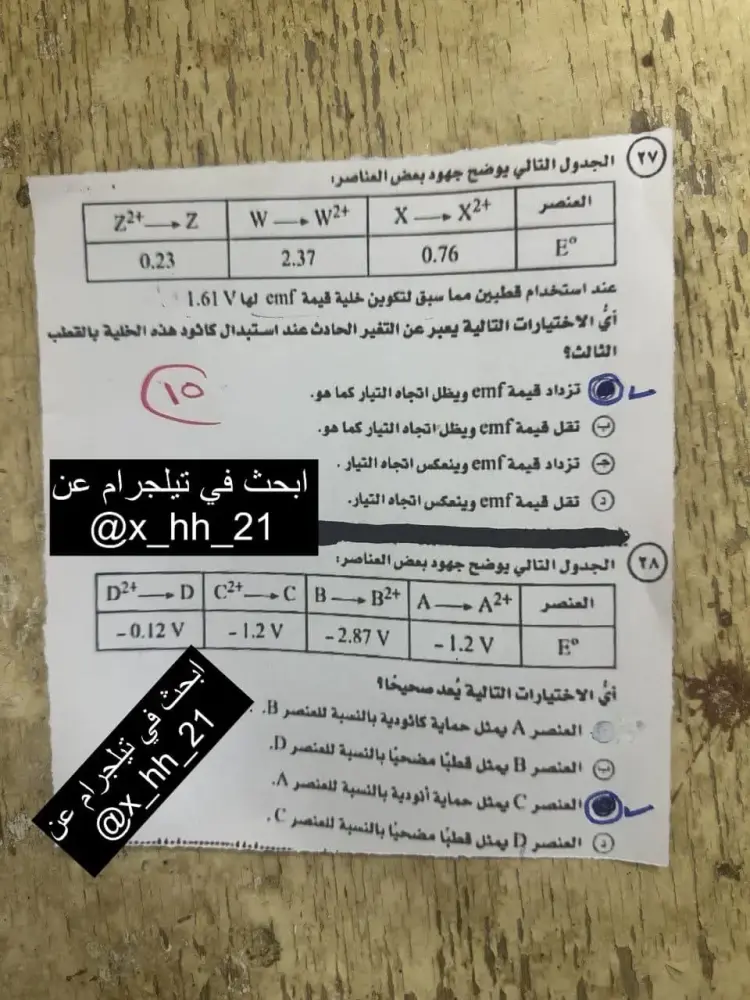 ٢٧ الجدول التالي يوضح جهود بعض العناصر:
العنصر X → X²⁺ W → W²⁺ Z²⁺ → Z
E° 0.76 2.37 0.23
عند استخدام قطبين مما سبق لتكوين خلية قيمة emf لها 1.61 V
أيُّ الاختيارات التالية يعبر عن التغير الحادث عند استبدال كاثود هذه الخلية بالقطب
الثالث؟
تزداد قيمة emf ويظل اتجاه التيار كما هو.
ب تقل قيمة emf ويظل اتجاه التيار كما هو.
ج تزداد قيمة emf وينعكس اتجاه التيار.
د تقل قيمة emf وينعكس اتجاه التيار.
١٥
ابحث في تيلجرام عن
@x_hh_21
٢٨ الجدول التالي يوضح جهود بعض العناصر:
العنصر A → A²⁺ B → B²⁺ C²⁺ → C D²⁺ → D
E° - 1.2 V - 2.87 V - 1.2 V - 0.12 V
أيُّ الاختيارات التالية يُعد صحيحًا؟
العنصر A يمثل حماية كاثودية بالنسبة للعنصر B.
ب العنصر B يمثل قطبًا مضحيًا بالنسبة للعنصر D.
العنصر C يمثل حماية أنودية بالنسبة للعنصر A.
د العنصر D يمثل قطبًا مضحيًا بالنسبة للعنصر C.
ابحث في تيلجرام عن
@x_hh_21